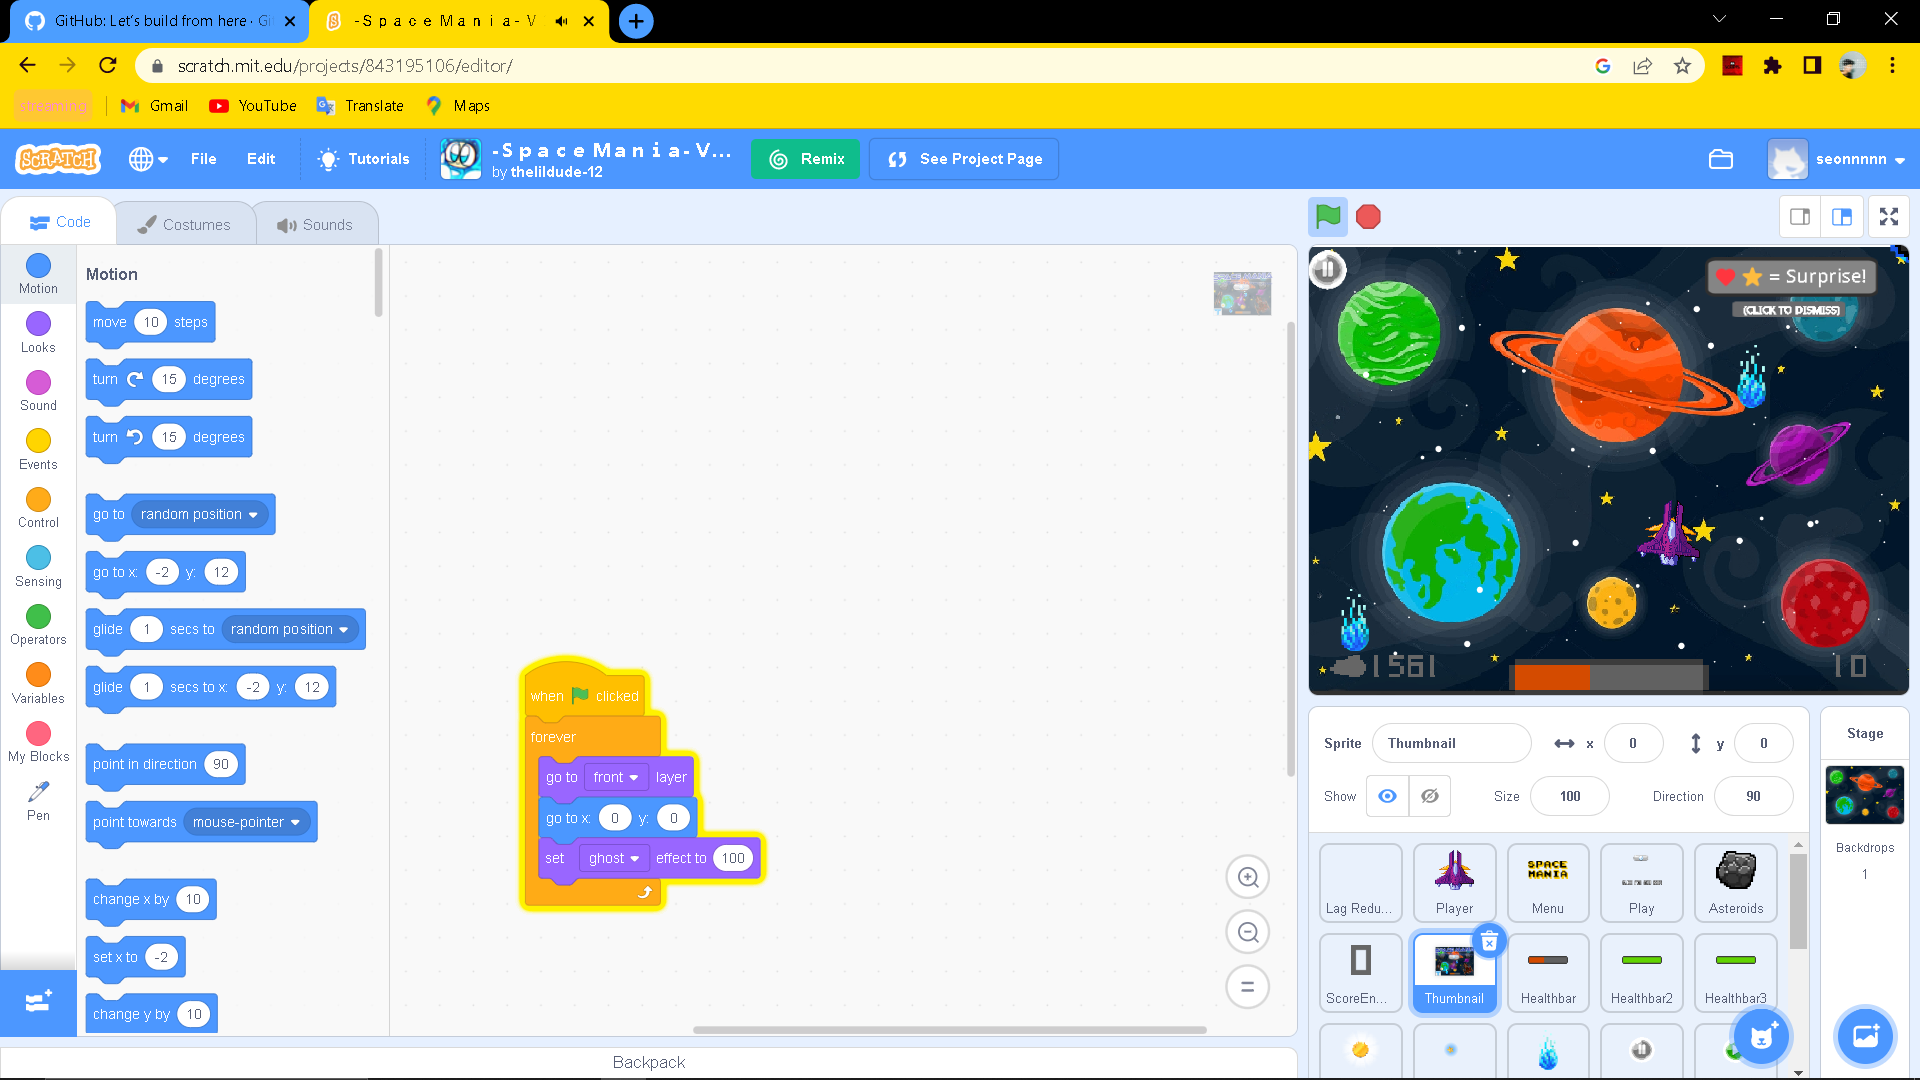 GitHub: Let's build from here · Gi
-S p a c e M a n i a- V
scratch.mit.edu/projects/843195106/editor/
streaming
Gmail
YouTube
Translate
Maps
SCRATCH
File
Edit
Tutorials
-S p a c e M a n i a- V...
by thelildude-12
Remix
See Project Page
seonnnnn
Code
Costumes
Sounds
Motion
Looks
Sound
Events
Control
Sensing
Operators
Variables
My Blocks
Pen
Motion
move 10 steps
turn 15 degrees
turn 15 degrees
go to random position
go to x: -2 y: 12
glide 1 secs to random position
glide 1 secs to x: -2 y: 12
point in direction 90
point towards mouse-pointer
change x by 10
set x to -2
change y by 10
when clicked
forever
go to front layer
go to x: 0 y: 0
set ghost effect to 100
Backpack
= Surprise!
(CLICK TO DISMISS)
1561
10
Sprite Thumbnail x 0 y 0
Show Size 100 Direction 90
Stage
Backdrops
1
Lag Redu...
Player
SPACE
MANIA
Menu
Play
Asteroids
ScoreEn...
Thumbnail
Healthbar
Healthbar2
Healthbar3